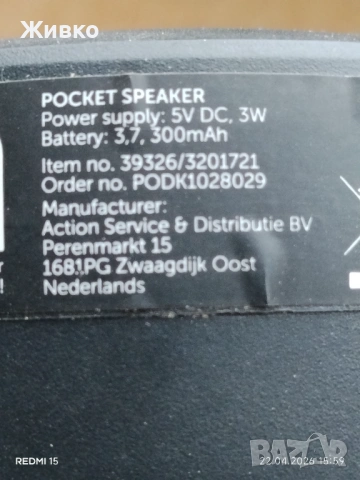 Живко
POCKET SPEAKER
Power supply: 5V DC, 3W
Battery: 3,7, 300mAh
Item no. 39326/3201721
Order no. PODK1028029
Manufacturer:
Action Service & Distributie BV
Perenmarkt 15
1681PG Zwaagdijk Oost
Nederlands
REDMI 15
22.04.2026 15:59
BAZAR